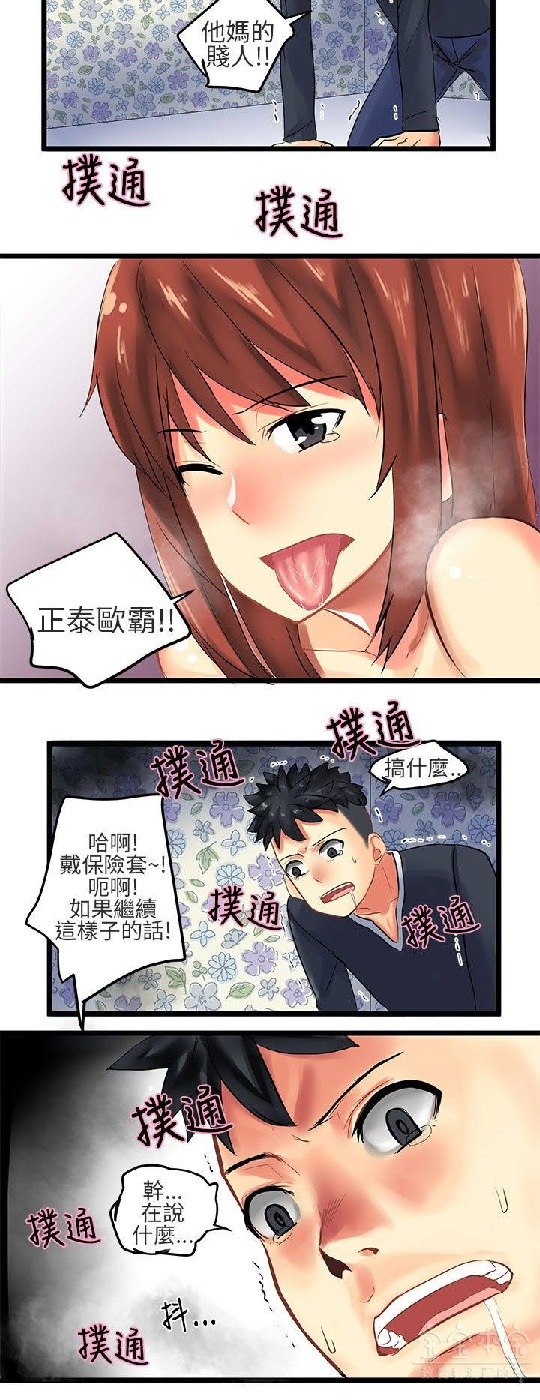 他媽的
賤人!!
撲通
撲通
正泰歐霸!!
撲通
撲通
搞什麼..
哈啊!
戴保險套~!
呃啊!
如果繼續
這樣子的話!
撲通
撲通
撲通
撲通
幹...
在說
什麼...
撲通
抖...
撲通